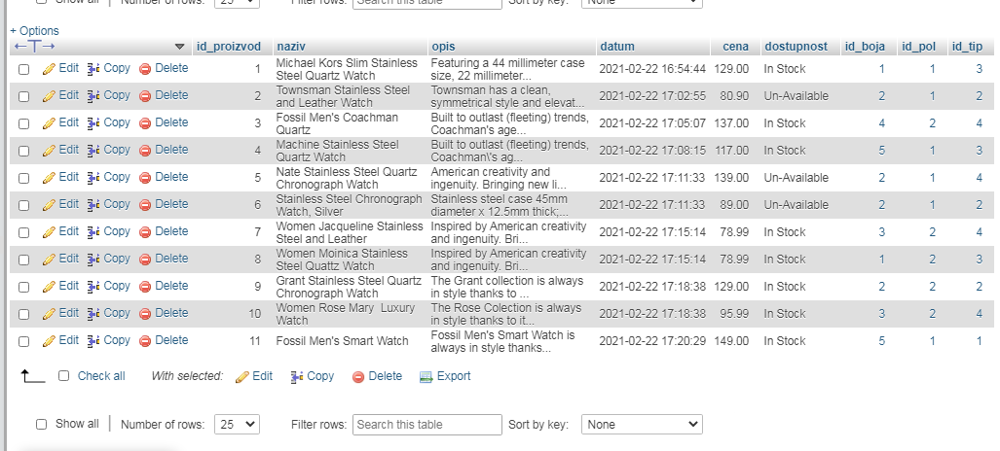 Show all Number of rows: 25 Filter rows: Search this table Sort by key: None
+ Options
←T→ id_proizvod naziv opis datum cena dostupnost id_boja id_pol id_tip
Edit Copy Delete 1 Michael Kors Slim Stainless Steel Quartz Watch Featuring a 44 millimeter case size, 22 millimeter... 2021-02-22 16:54:44 129.00 In Stock 1 1 3
Edit Copy Delete 2 Townsman Stainless Steel and Leather Watch Townsman has a clean, symmetrical style and elevat... 2021-02-22 17:02:55 80.90 Un-Available 2 1 2
Edit Copy Delete 3 Fossil Men's Coachman Quartz Built to outlast (fleeting) trends, Coachman's age... 2021-02-22 17:05:07 137.00 In Stock 4 2 4
Edit Copy Delete 4 Machine Stainless Steel Quartz Watch Built to outlast (fleeting) trends, Coachman\'s ag... 2021-02-22 17:08:15 117.00 In Stock 5 1 3
Edit Copy Delete 5 Nate Stainless Steel Quartz Chronograph Watch American creativity and ingenuity. Bringing new li... 2021-02-22 17:11:33 139.00 Un-Available 2 1 4
Edit Copy Delete 6 Stainless Steel Chronograph Watch, Silver Stainless steel case 45mm diameter x 12.5mm thick;... 2021-02-22 17:11:33 89.00 Un-Available 2 1 2
Edit Copy Delete 7 Women Jacqueline Stainless Steel and Leather Inspired by American creativity and ingenuity. Bri... 2021-02-22 17:15:14 78.99 In Stock 3 2 4
Edit Copy Delete 8 Women Moinica Stainless Steel Quattz Watch Inspired by American creativity and ingenuity. Bri... 2021-02-22 17:15:14 78.99 In Stock 1 2 3
Edit Copy Delete 9 Grant Stainless Steel Quartz Chronograph Watch The Grant collection is always in style thanks to ... 2021-02-22 17:18:38 129.00 In Stock 2 2 2
Edit Copy Delete 10 Women Rose Mary Luxury Watch The Rose Colection is always in style thanks to it... 2021-02-22 17:18:38 95.99 In Stock 3 2 4
Edit Copy Delete 11 Fossil Men's Smart Watch Fossil Men's Smart Watch is always in style thanks... 2021-02-22 17:20:29 149.00 In Stock 5 1 1
Check all With selected: Edit Copy Delete Export
Show all Number of rows: 25 Filter rows: Search this table Sort by key: None